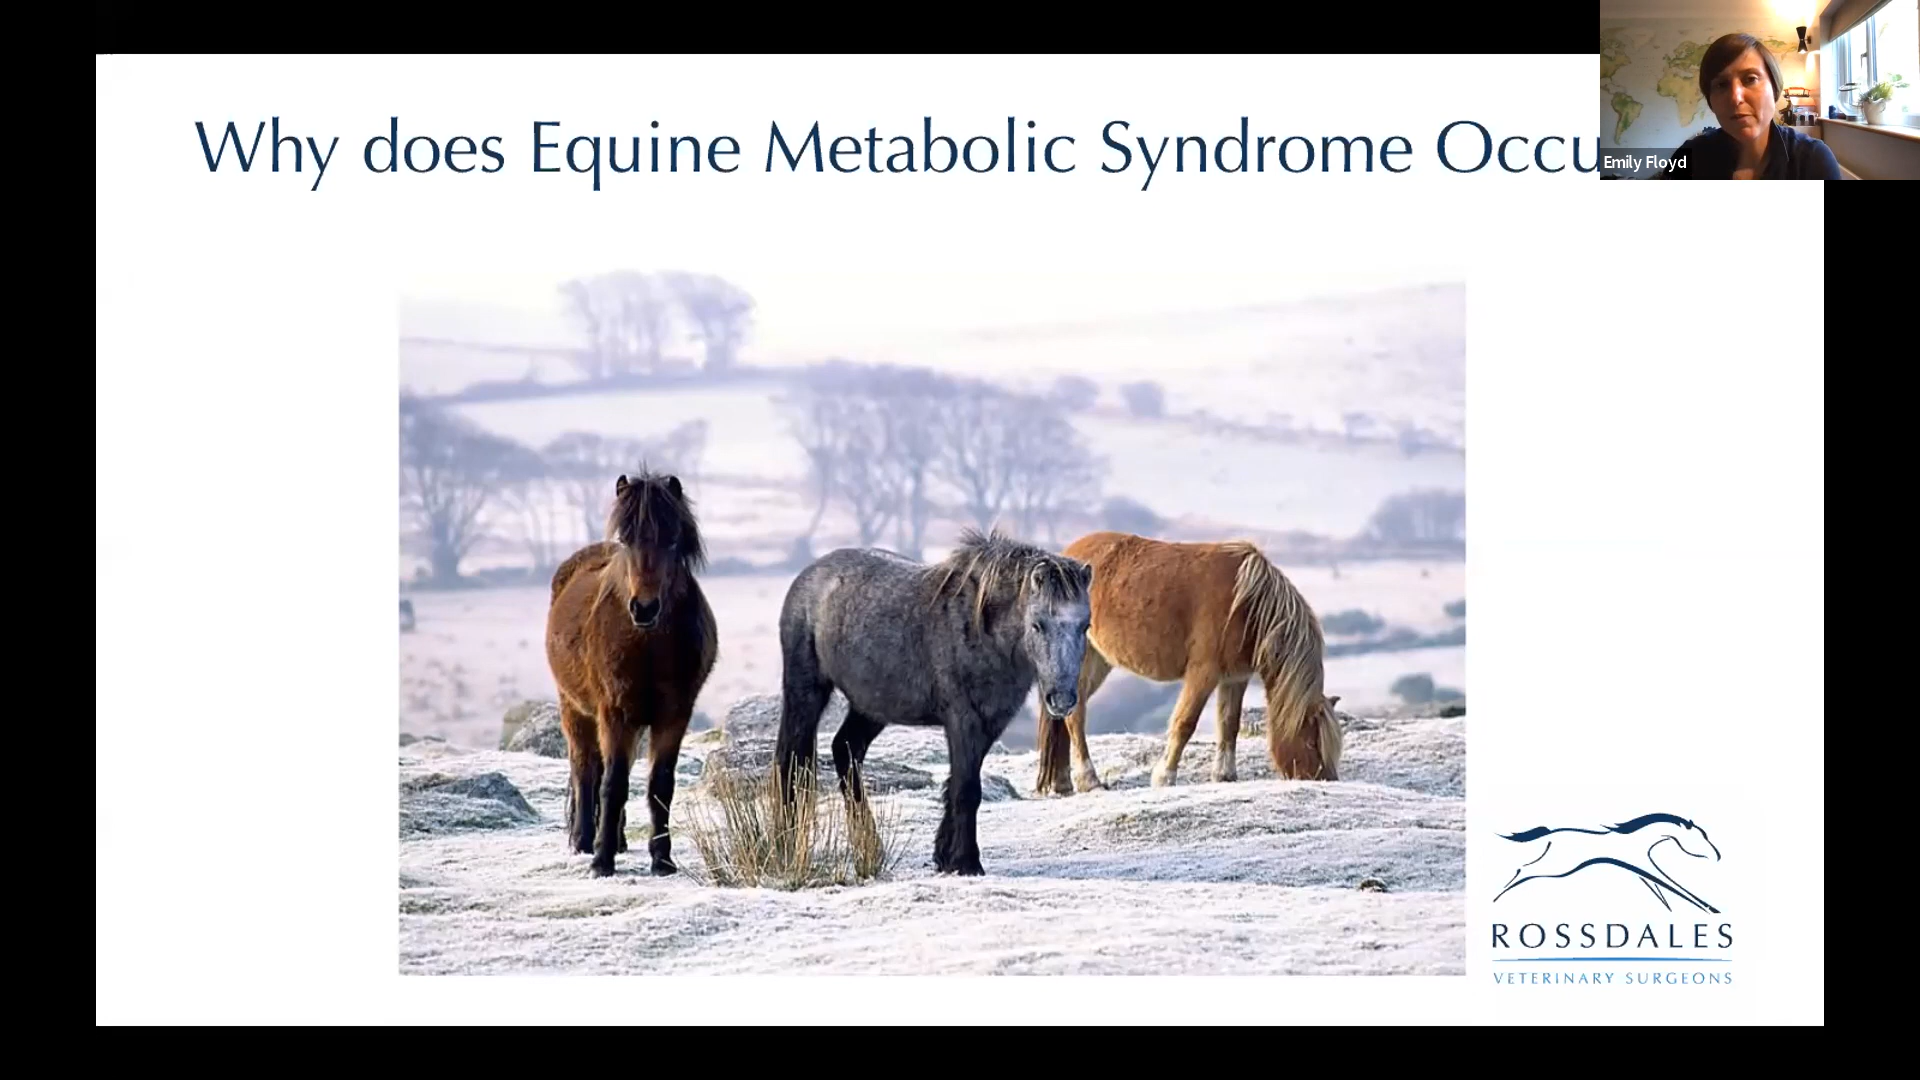 Why does Equine Metabolic Syndrome Occu
Emily Floyd
ROSSDALES
VETERINARY SURGEONS